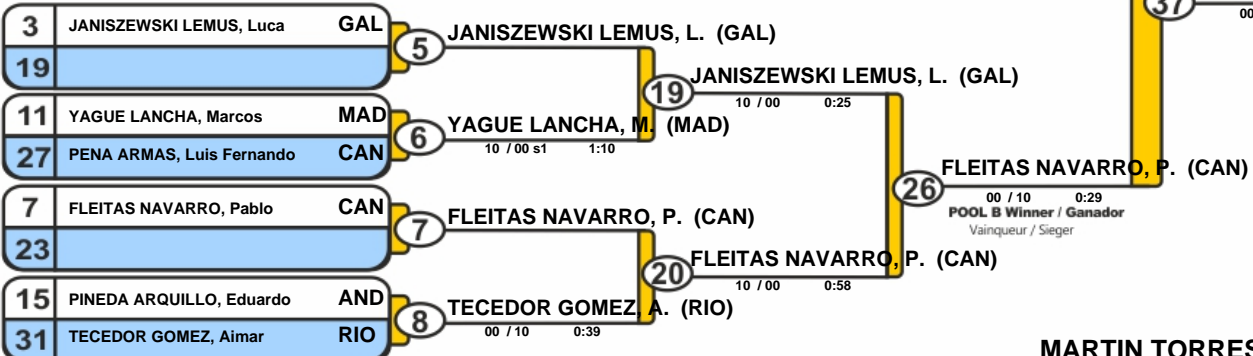 3 JANISZEWSKI LEMUS, Luca GAL
19
5 JANISZEWSKI LEMUS, L. (GAL)
11 YAGUE LANCHA, Marcos MAD
27 PENA ARMAS, Luis Fernando CAN
6 YAGUE LANCHA, M. (MAD)
10 / 00 s1 1:10
19 JANISZEWSKI LEMUS, L. (GAL)
10 / 00 0:25
7 FLEITAS NAVARRO, Pablo CAN
23
7 FLEITAS NAVARRO, P. (CAN)
15 PINEDA ARQUILLO, Eduardo AND
31 TECEDOR GOMEZ, Aimar RIO
8 TECEDOR GOMEZ, A. (RIO)
00 / 10 0:39
20 FLEITAS NAVARRO, P. (CAN)
10 / 00 0:58
26 FLEITAS NAVARRO, P. (CAN)
00 / 10 0:29
POOL B Winner / Ganador
Vainqueur / Sieger
37
00
MARTIN TORRES